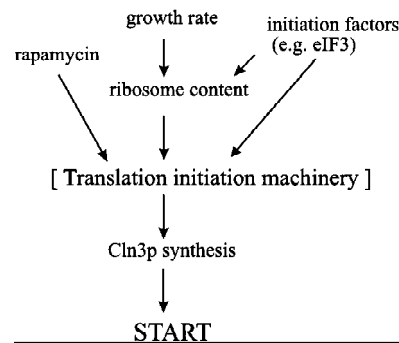 growth rate
initiation factors
(e.g. eIF3)
rapamycin
ribosome content
[ Translation initiation machinery ]
Cln3p synthesis
START